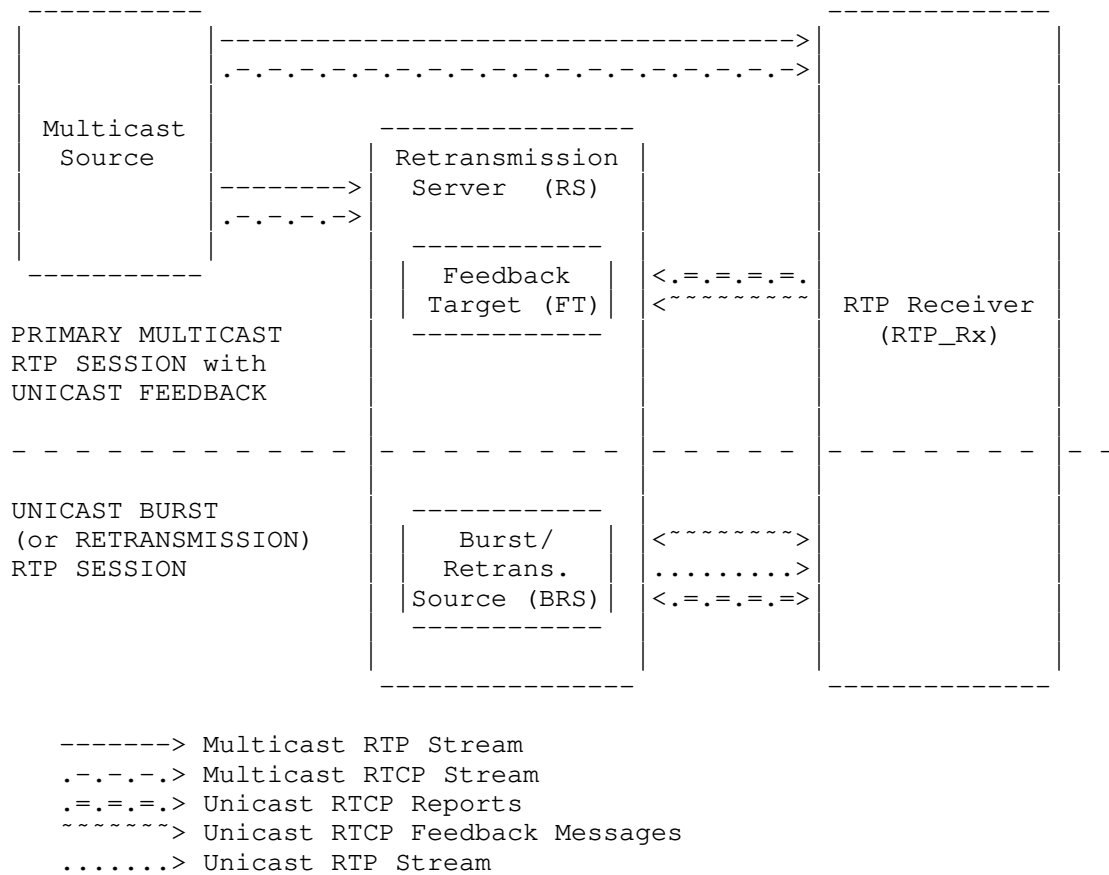 Multicast
Source
Retransmission
Server (RS)
Feedback
Target (FT)
RTP Receiver
(RTP_Rx)
PRIMARY MULTICAST
RTP SESSION with
UNICAST FEEDBACK
UNICAST BURST
(or RETRANSMISSION)
RTP SESSION
Burst/
Retrans.
Source (BRS)
-------> Multicast RTP Stream
.-.-.-.> Multicast RTCP Stream
.=.=.=.> Unicast RTCP Reports
~~~~~~~> Unicast RTCP Feedback Messages
.......> Unicast RTP Stream